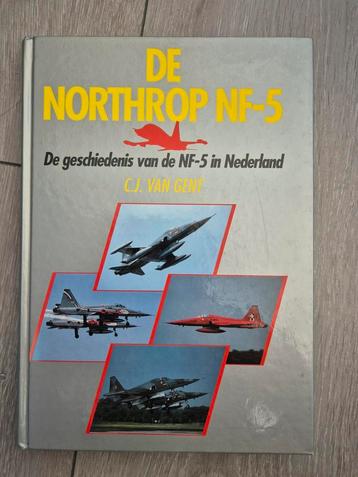 DE
NORTHROP NF-5
De geschiedenis van de NF-5 in Nederland
C.J. VAN GENT